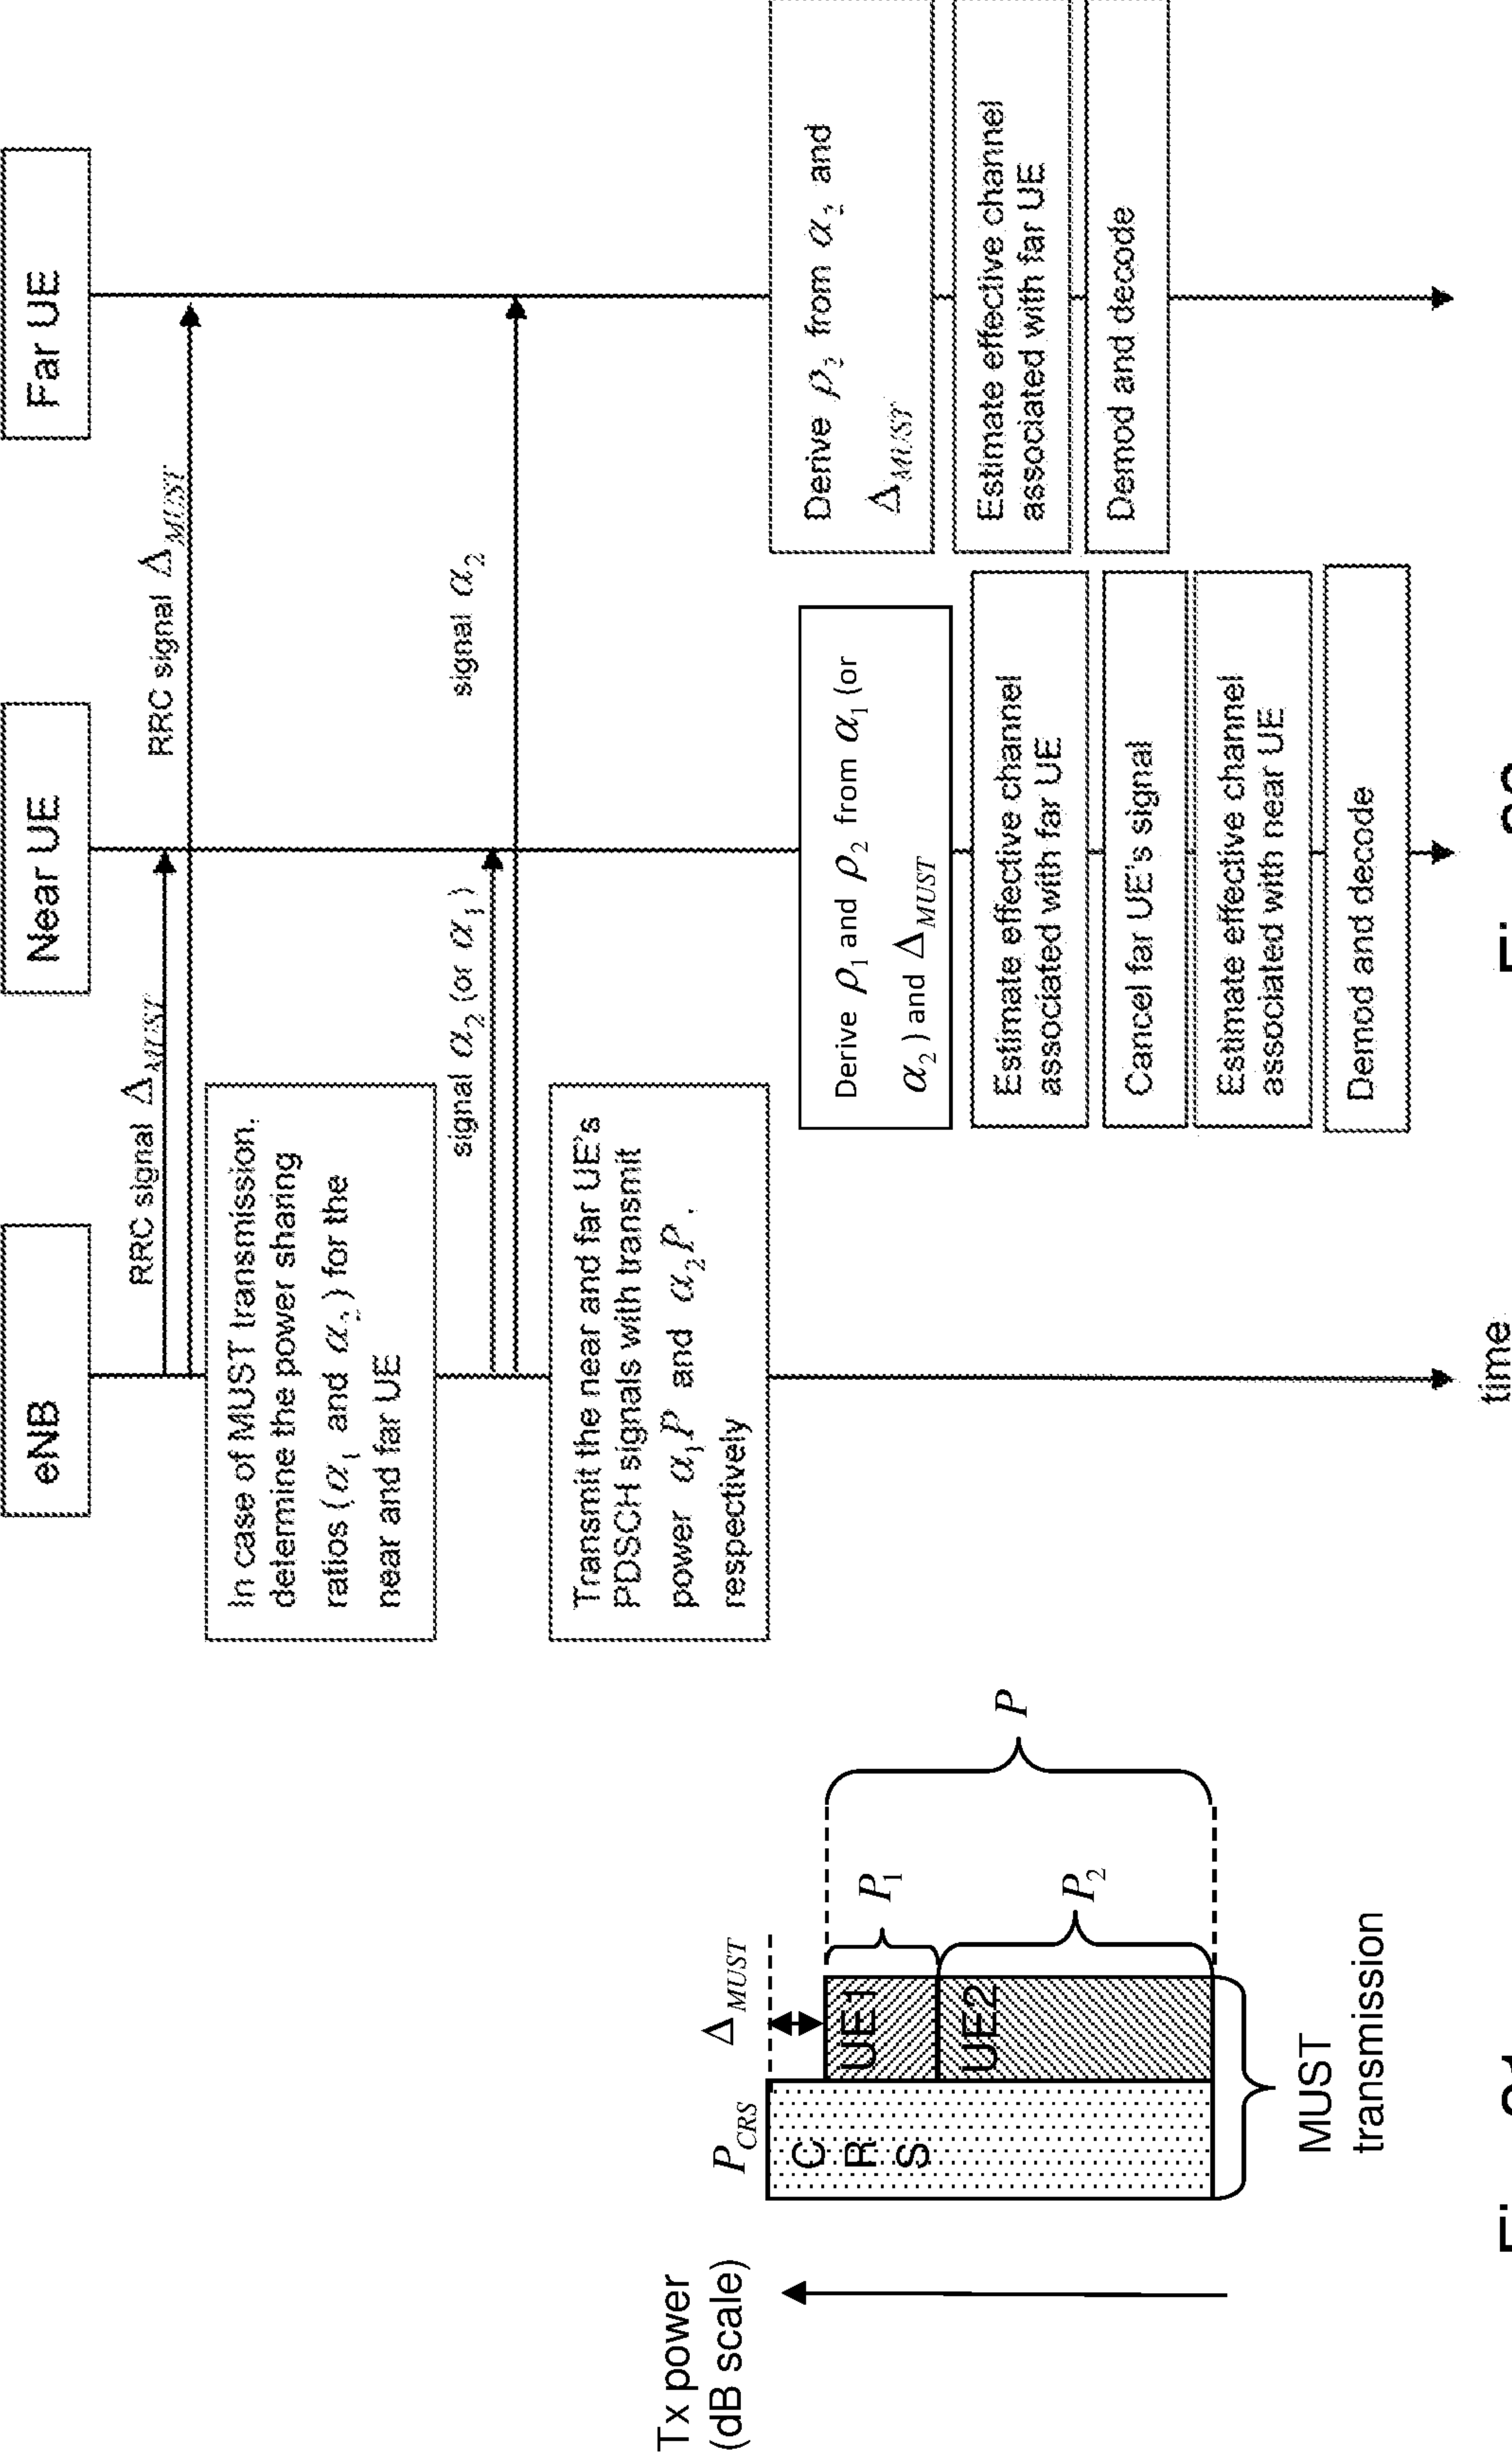 eNB
Near UE
Far UE
RRC signal Δ_MUST
RRC signal Δ_MUST
In case of MUST transmission,
determine the power sharing
ratios (α₁ and α₂) for the
near and far UE
signal α₂ (or α₁)
signal α₂
Transmit the near and far UE's
PDSCH signals with transmit
power α₁P and α₂P,
respectively
Derive ρ₁ and ρ₂ from α₁ (or
α₂) and Δ_MUST
Estimate effective channel
associated with far UE
Cancel far UE's signal
Estimate effective channel
associated with near UE
Demod and decode
Derive ρ₂ from α₂ and
Δ_MUST
Estimate effective channel
associated with far UE
Demod and decode
time
Tx power
(dB scale)
P_CRS
Δ_MUST
C
R
S
UE1
UE2
P₁
P₂
P
MUST
transmission